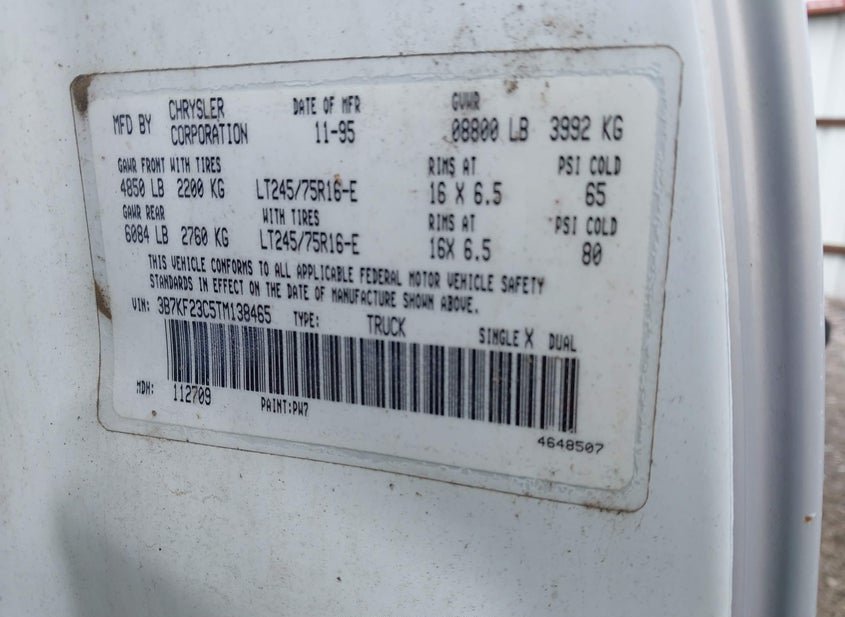 MFD BY CHRYSLER CORPORATION DATE OF MFR 11-95 GVWR 08800 LB 3992 KG
GAWR FRONT WITH TIRES RIMS AT PSI COLD
4850 LB 2200 KG LT245/75R16-E 16 X 6.5 65
GAWR REAR WITH TIRES RIMS AT PSI COLD
6084 LB 2760 KG LT245/75R16-E 16X 6.5 80
THIS VEHICLE CONFORMS TO ALL APPLICABLE FEDERAL MOTOR VEHICLE SAFETY
STANDARDS IN EFFECT ON THE DATE OF MANUFACTURE SHOWN ABOVE.
VIN: 3B7KF23C5TM138465 TYPE: TRUCK SINGLE X DUAL
MDH: 112709 PAINT:PW7
4648507